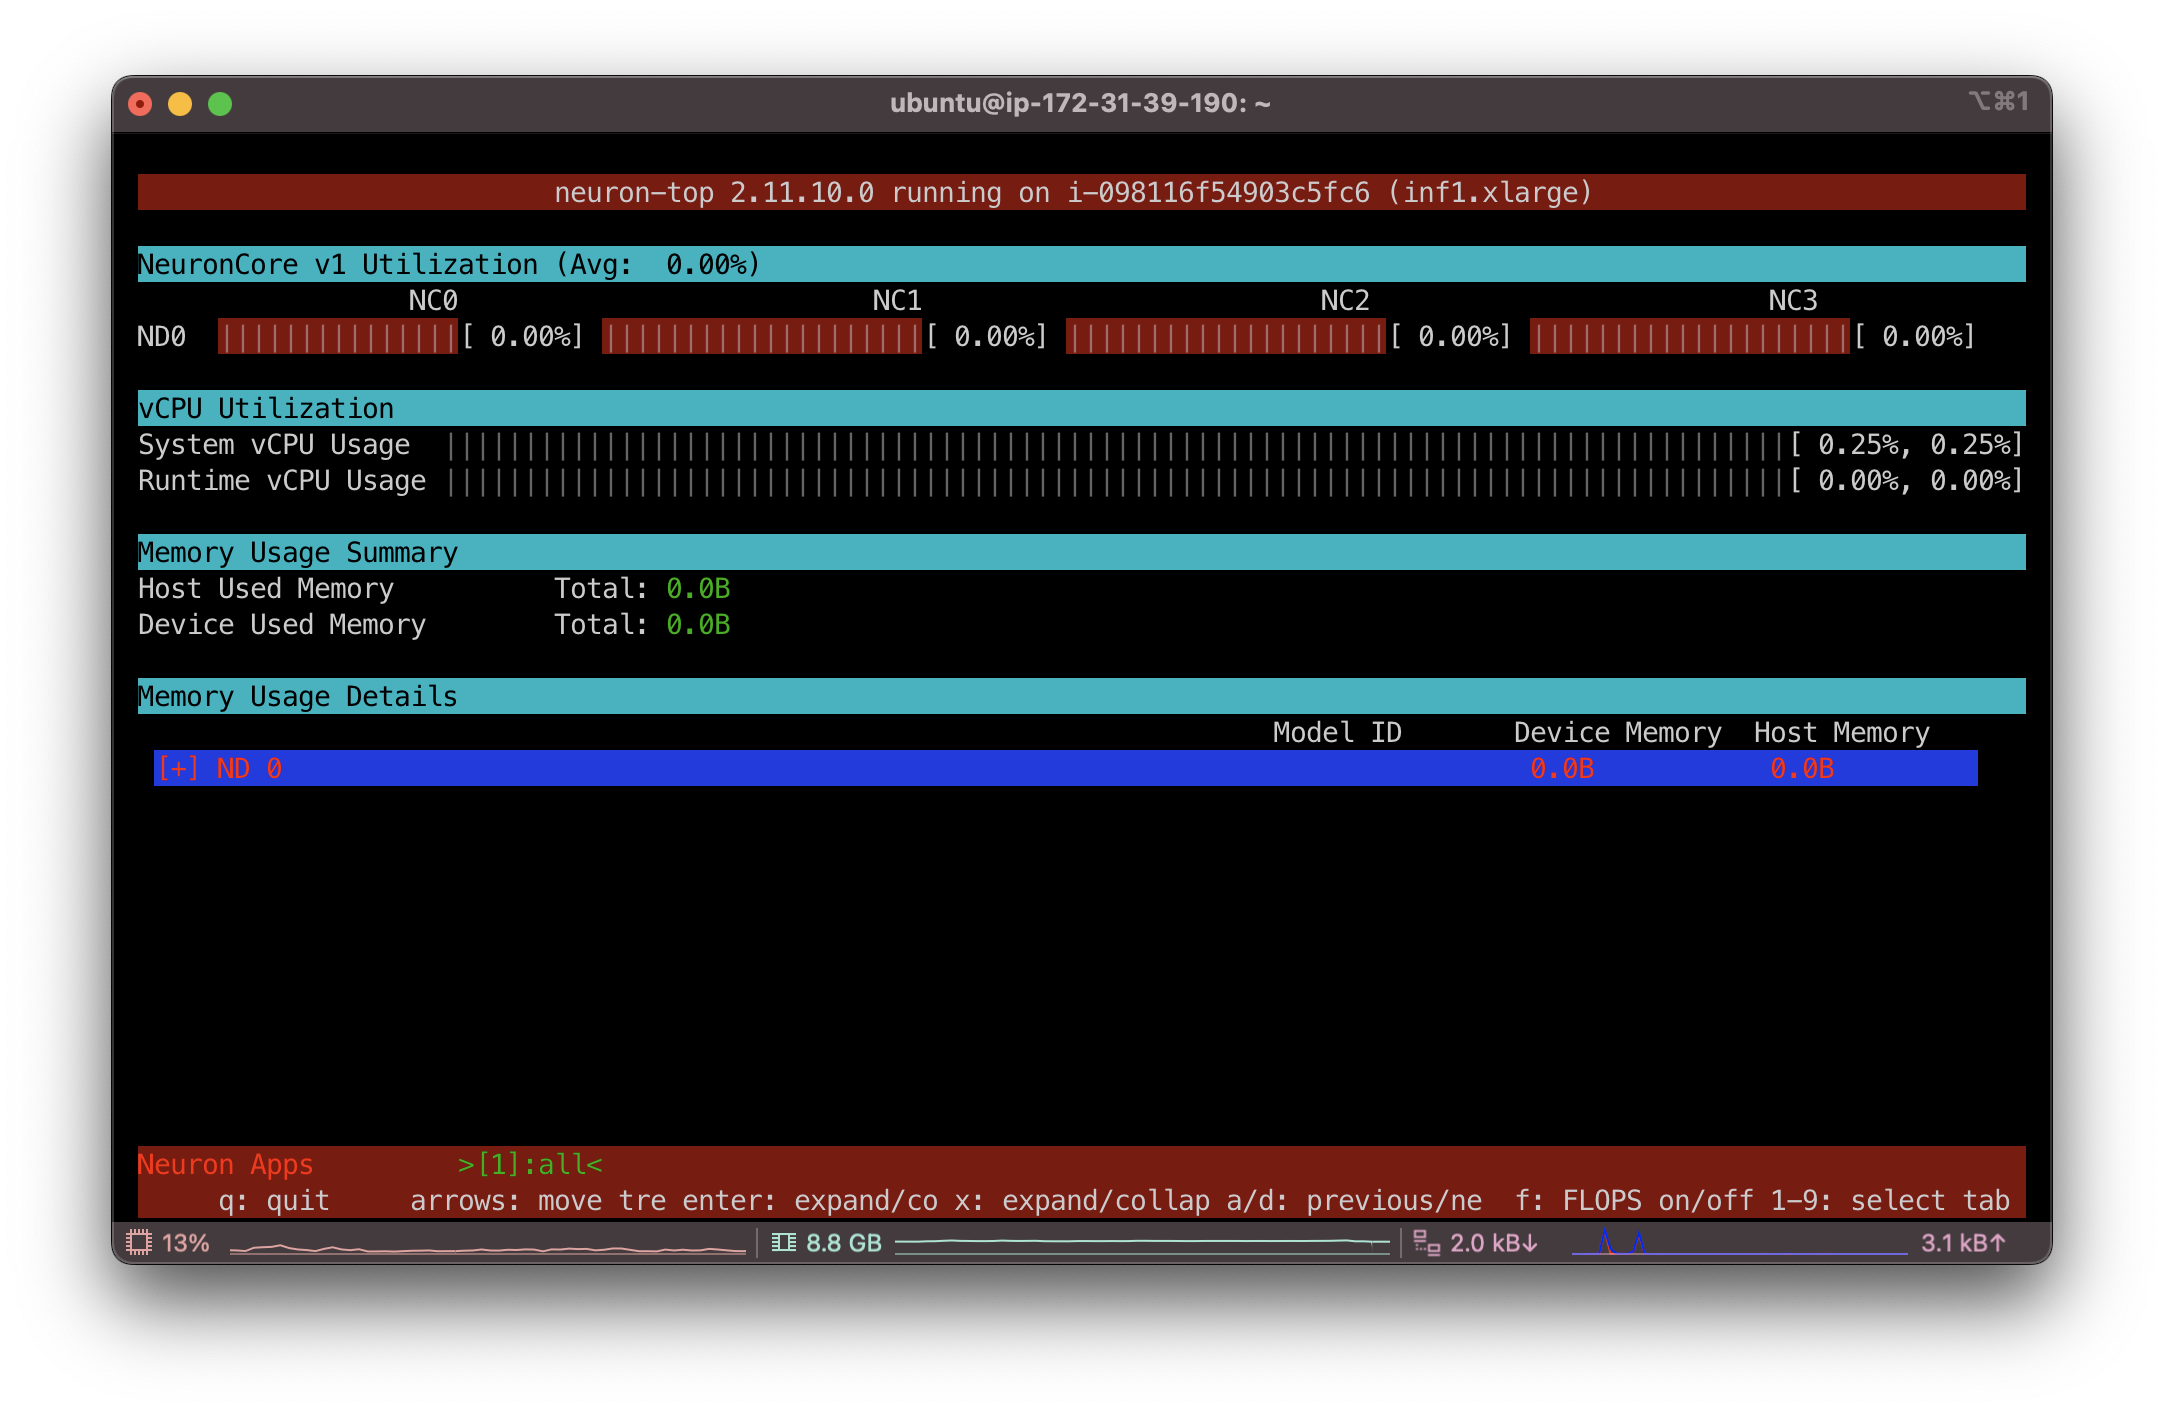 ubuntu@ip-172-31-39-190: ~ ⌥⌘1
neuron-top 2.11.10.0 running on i-098116f54903c5fc6 (inf1.xlarge)
NeuronCore v1 Utilization (Avg:  0.00%)
NC0 NC1 NC2 NC3
ND0 [ 0.00%] [ 0.00%] [ 0.00%] [ 0.00%]
vCPU Utilization
System vCPU Usage [ 0.25%, 0.25%]
Runtime vCPU Usage [ 0.00%, 0.00%]
Memory Usage Summary
Host Used Memory Total: 0.0B
Device Used Memory Total: 0.0B
Memory Usage Details
Model ID Device Memory Host Memory
[+] ND 0 0.0B 0.0B
Neuron Apps >[1]:all<
q: quit arrows: move tre enter: expand/co x: expand/collap a/d: previous/ne f: FLOPS on/off 1-9: select tab
13% 8.8 GB 2.0 kB↓ 3.1 kB↑